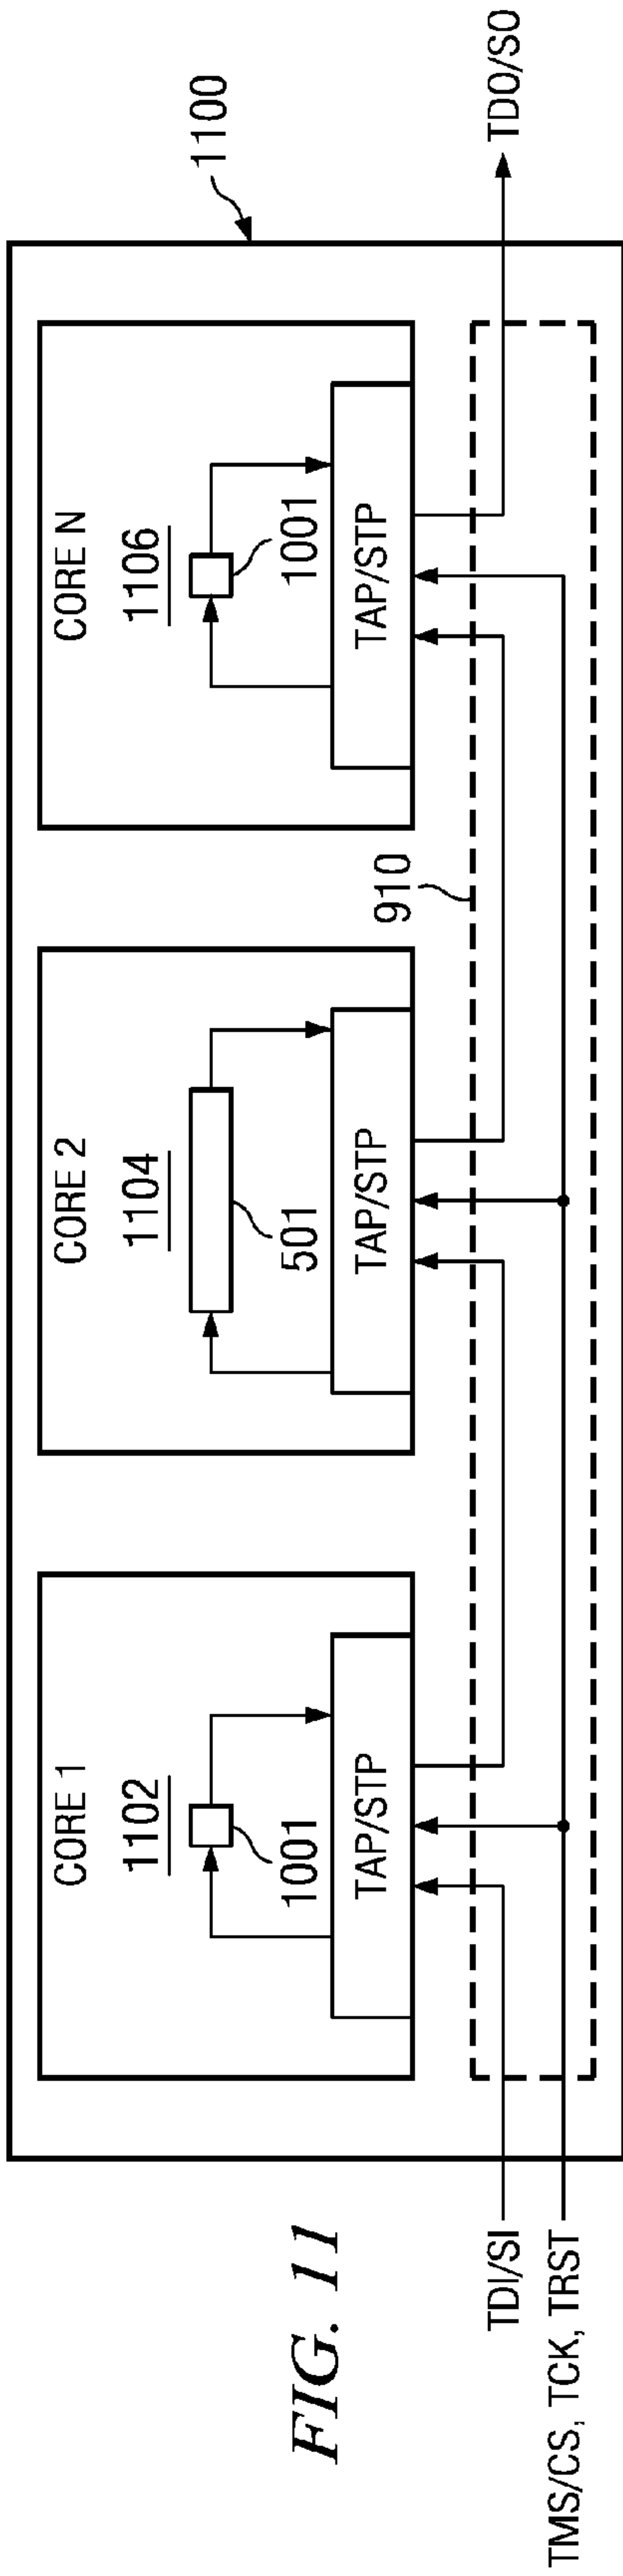 1100
CORE 1
1102
1001
TAP/STP
CORE 2
1104
501
TAP/STP
CORE N
1106
1001
TAP/STP
910
TDI/SI
TMS/CS, TCK, TRST
TDO/SO
FIG. 11